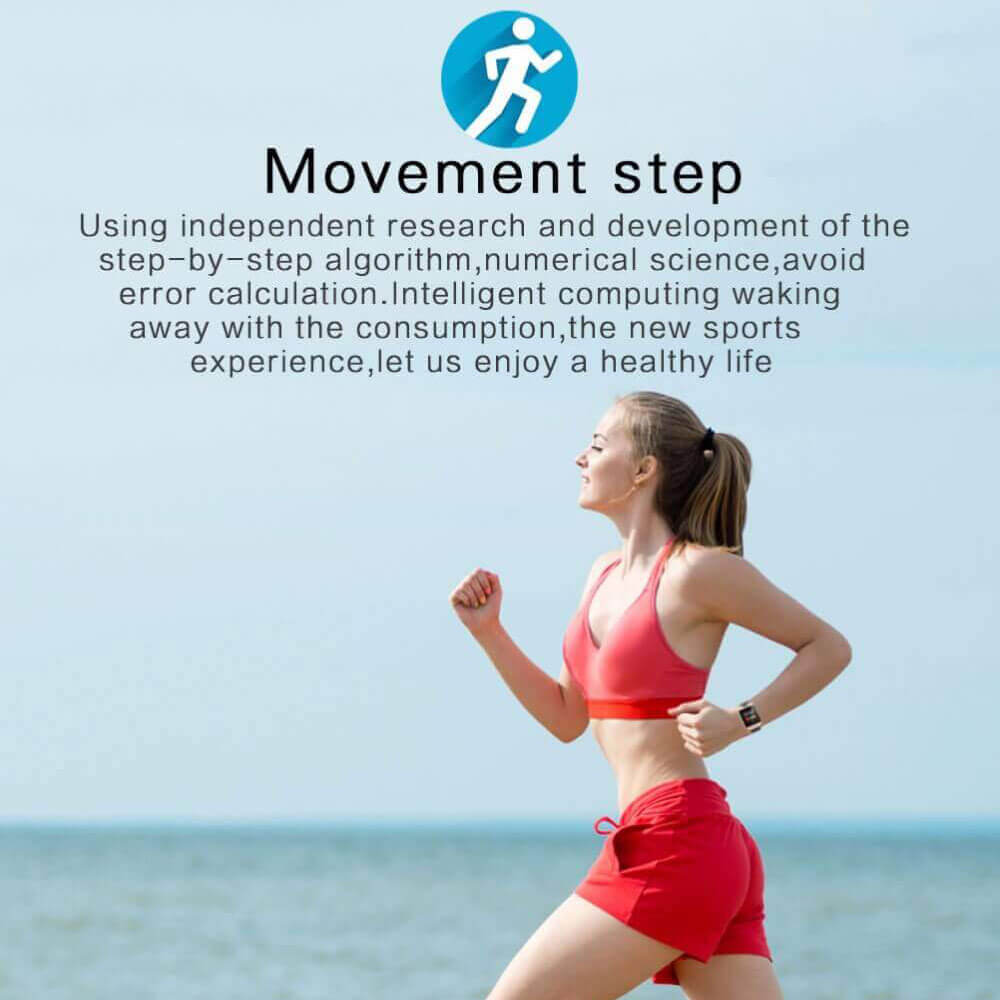 Movement step
Using independent research and development of the
step-by-step algorithm,numerical science,avoid
error calculation.Intelligent computing waking
away with the consumption,the new sports
experience,let us enjoy a healthy life